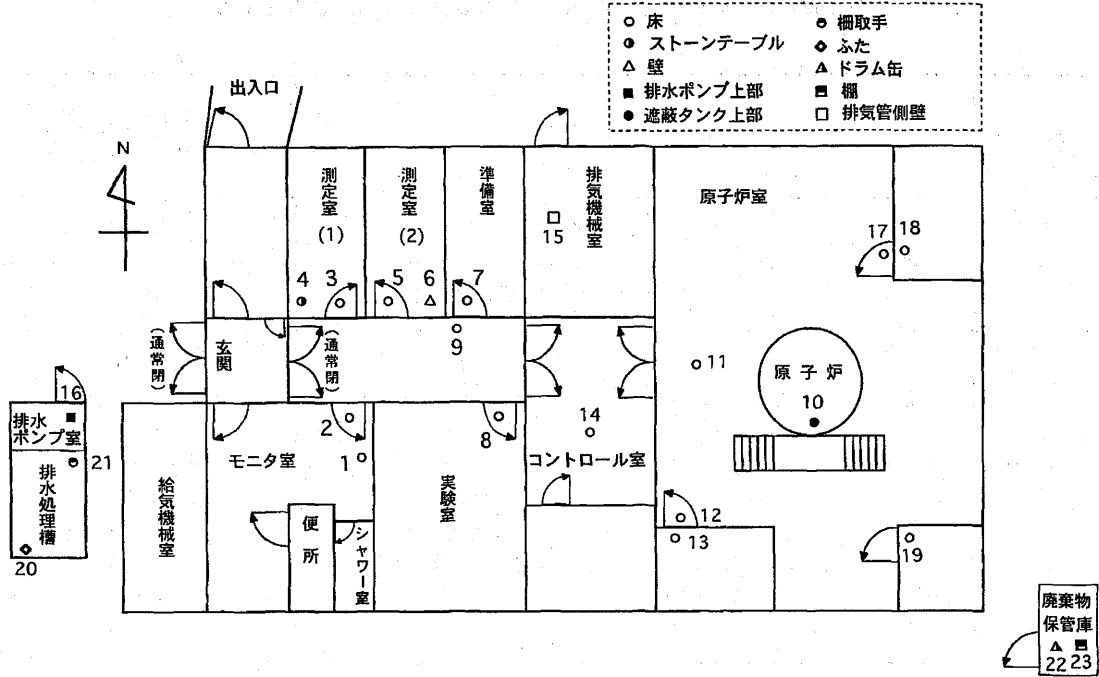 床
ストーンテーブル
壁
排水ポンプ上部
遮蔽タンク上部
柵取手
ふた
ドラム缶
棚
排気管側壁
出入口
N
測定室
(1)
測定室
(2)
準備室
排気機械室
15
原子炉室
17
18
4
3
5
6
7
(通常閉)
玄関
(通常閉)
9
11
原子炉
10
16
排水
ポンプ室
21
排水処理槽
20
2
モニタ室
1
8
14
コントロール室
給気機械室
実験室
便所
シャワー室
12
13
19
廃棄物
保管庫
22
23